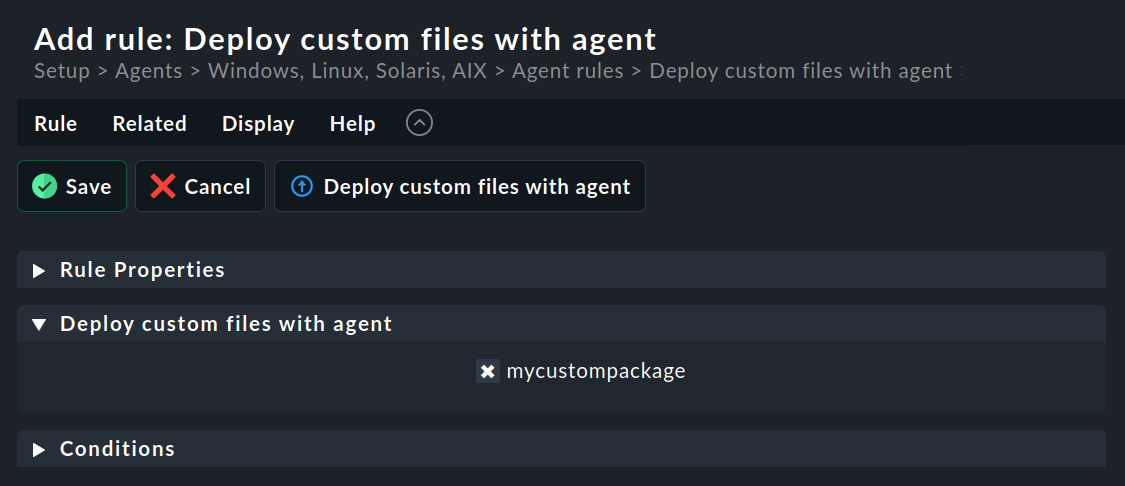 Add rule: Deploy custom files with agent
Setup > Agents > Windows, Linux, Solaris, AIX > Agent rules > Deploy custom files with agent
Rule Related Display Help
Save Cancel Deploy custom files with agent
Rule Properties
Deploy custom files with agent
mycustompackage
Conditions